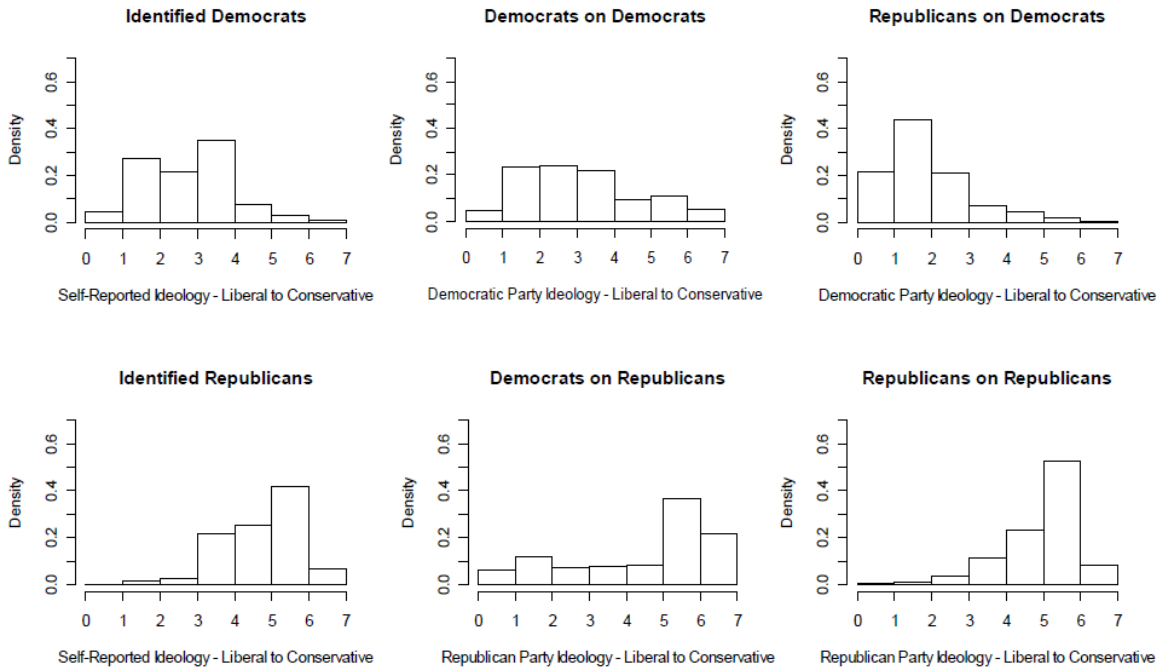 Identified Democrats
Density
0.0 0.2 0.4 0.6
0 1 2 3 4 5 6 7
Self-Reported Ideology - Liberal to Conservative
Democrats on Democrats
Density
0.0 0.2 0.4 0.6
0 1 2 3 4 5 6 7
Democratic Party Ideology - Liberal to Conservative
Republicans on Democrats
Density
0.0 0.2 0.4 0.6
0 1 2 3 4 5 6 7
Democratic Party Ideology - Liberal to Conservative
Identified Republicans
Density
0.0 0.2 0.4 0.6
0 1 2 3 4 5 6 7
Self-Reported Ideology - Liberal to Conservative
Democrats on Republicans
Density
0.0 0.2 0.4 0.6
0 1 2 3 4 5 6 7
Republican Party Ideology - Liberal to Conservative
Republicans on Republicans
Density
0.0 0.2 0.4 0.6
0 1 2 3 4 5 6 7
Republican Party Ideology - Liberal to Conservative